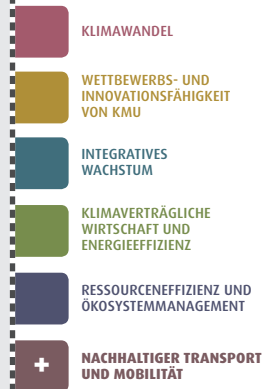 KLIMAWANDEL
WETTBEWERBS- UND
INNOVATIONSFÄHIGKEIT
VON KMU
INTEGRATIVES
WACHSTUM
KLIMAVERTRÄGLICHE
WIRTSCHAFT UND
ENERGIEEFFIZIENZ
RESSOURCENEFFIZIENZ UND
ÖKOSYSTEMMANAGEMENT
+ NACHHALTIGER TRANSPORT
UND MOBILITÄT